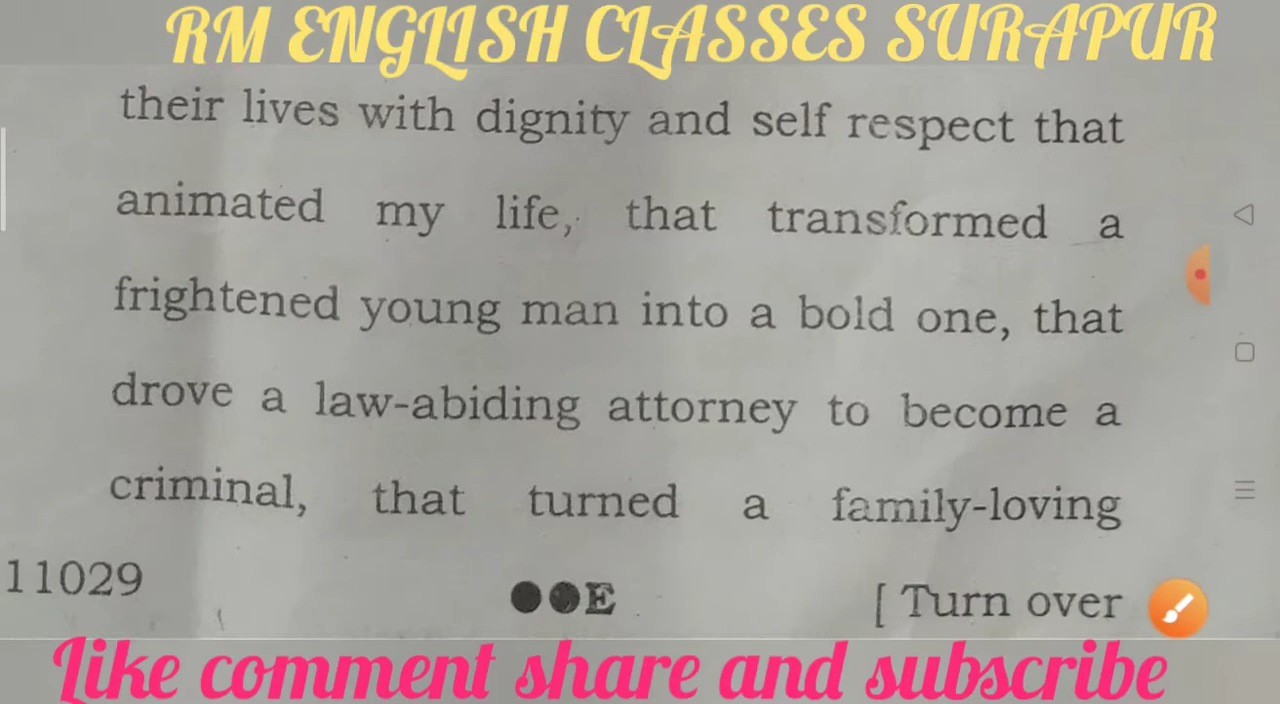 RM ENGLISH CLASSES SURAPUR
their lives with dignity and self respect that
animated my life, that transformed a
frightened young man into a bold one, that
drove a law-abiding attorney to become a
criminal, that turned a family-loving
11029 ●●E [ Turn over
Like comment share and subscribe